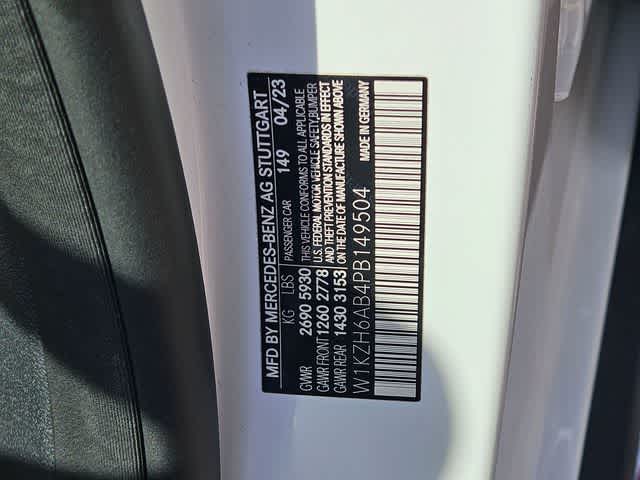 MFD BY MERCEDES-BENZ AG STUTTGART
PASSENGER CAR 149 04/23
KG LBS
GVWR 2690 5930
GAWR FRONT 1260 2778
GAWR REAR 1430 3153
THIS VEHICLE CONFORMS TO ALL APPLICABLE
U.S. FEDERAL MOTOR VEHICLE SAFETY,BUMPER
AND THEFT PREVENTION STANDARDS IN EFFECT
ON THE DATE OF MANUFACTURE SHOWN ABOVE
W1KZH6AB4PB149504 MADE IN GERMANY